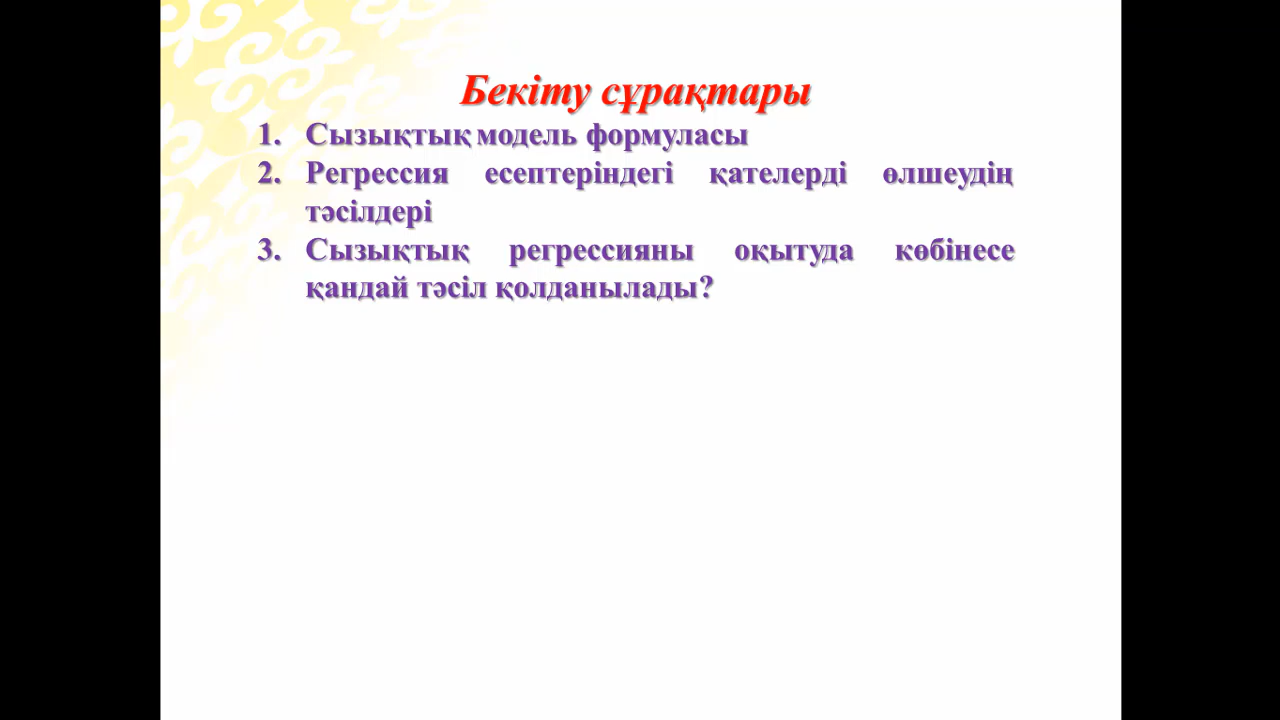 Бекіту сұрақтары
1. Сызықтық модель формуласы
2. Регрессия есептеріндегі қателерді өлшеудің
тәсілдері
3. Сызықтық регрессияны оқытуда көбінесе
қандай тәсіл қолданылады?